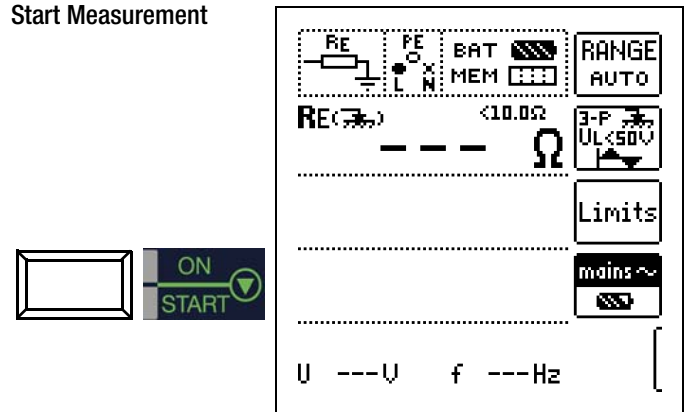 Start Measurement
ON
START
RE
PE
L N
BAT
MEM
RANGE
AUTO
RE( ) <10.0Ω
--- Ω
3-P
UL<50V
Limits
mains~
U ---V f ---Hz